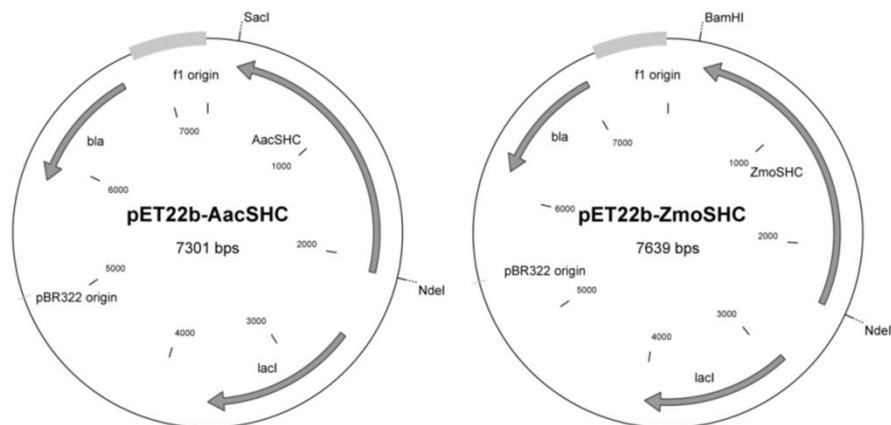 SacI
f1 origin
bla
7000
AacSHC
1000
6000
pET22b-AacSHC
7301 bps
2000
5000
pBR322 origin
NdeI
3000
4000
lacI
BamHI
f1 origin
bla
7000
1000
ZmoSHC
6000
pET22b-ZmoSHC
7639 bps
2000
pBR322 origin
5000
NdeI
3000
4000
lacI